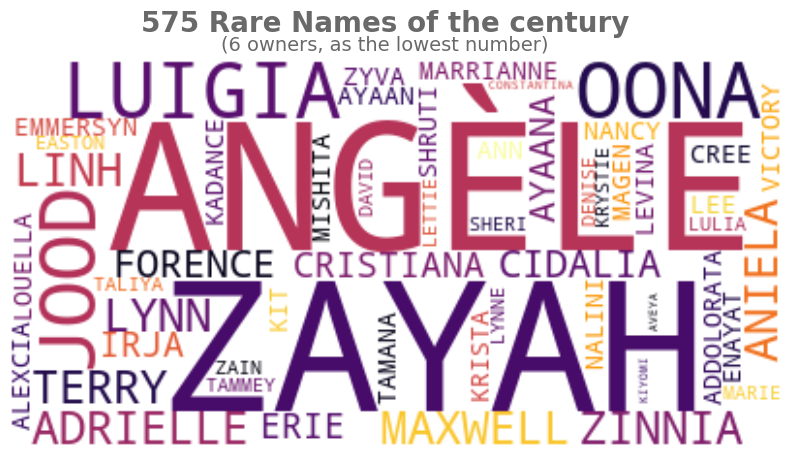 575 Rare Names of the century
(6 owners, as the lowest number)
LUIGIA
ZYVA
MARRIANNE
CONSTANTINA
OONA
AYAAN
EMMERSYN
EASTON
LINH
KADANCE
ANGÈLE
MISHITA
DAVID
SHRUTI
LETTIE
ANN
SHERI
AYAANA
NANCY
DENISE
KRYSTIE
MAGEN
LEVINA
CREE
LEE
LULIA
VICTORY
JOOD
FORENCE
CRISTIANA
CIDALIA
ANIELA
LOUELLA
ALEXCIA
TALIYA
LYNN
IRJA
ZAYAH
KIT
ZAIN
TAMMEY
TAMANA
KRISTA
LYNNE
NALINI
KIYOMI
AVEYA
ADDOLORATA
ENAYAT
MARIE
TERRY
ADRIELLE
ERIE
MAXWELL
ZINNIA